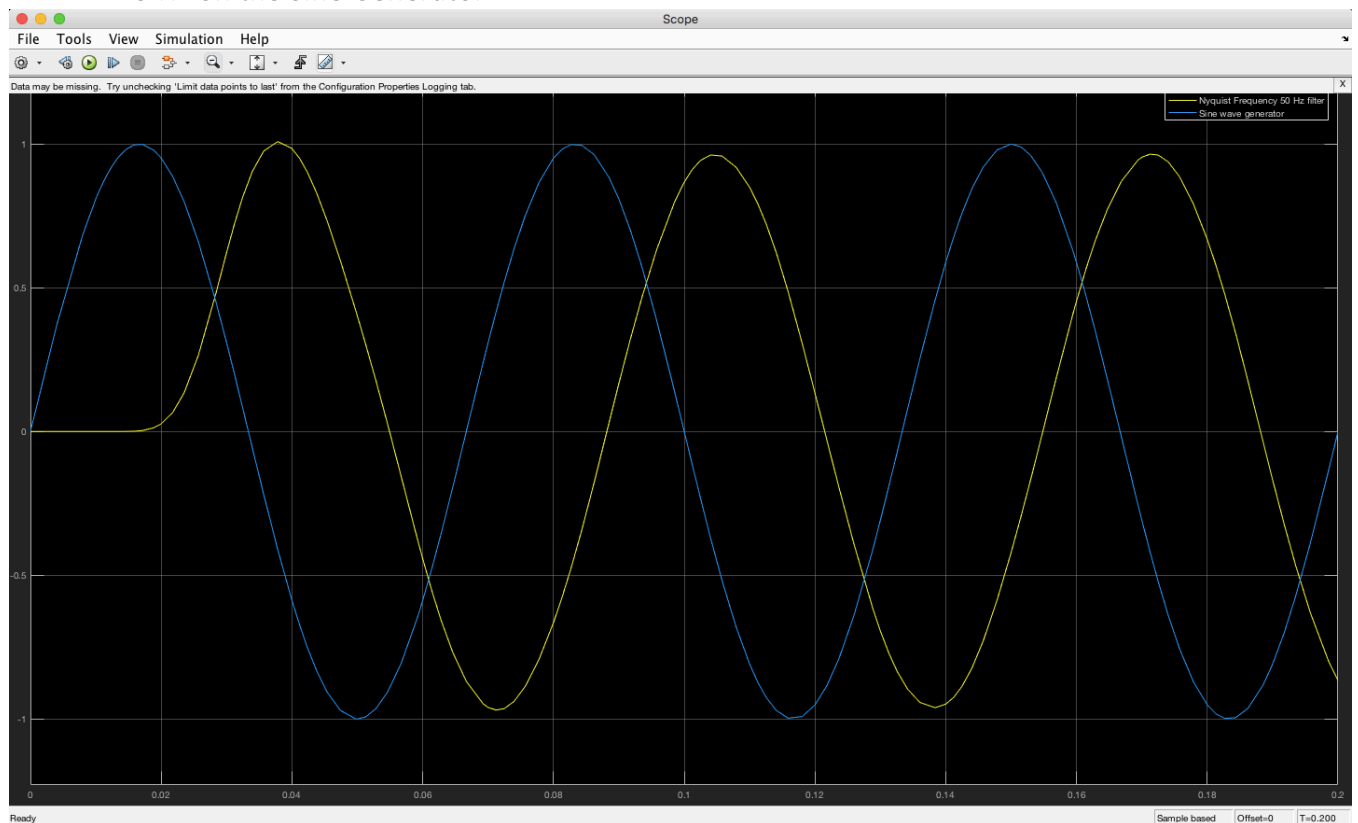 Scope
File Tools View Simulation Help
Data may be missing. Try unchecking 'Limit data points to last' from the Configuration Properties Logging tab. X
Nyquist Frequency 50 Hz filter
Sine wave generator
1
0.5
0
-0.5
-1
0 0.02 0.04 0.06 0.08 0.1 0.12 0.14 0.16 0.18 0.2
Ready Sample based Offset=0 T=0.200